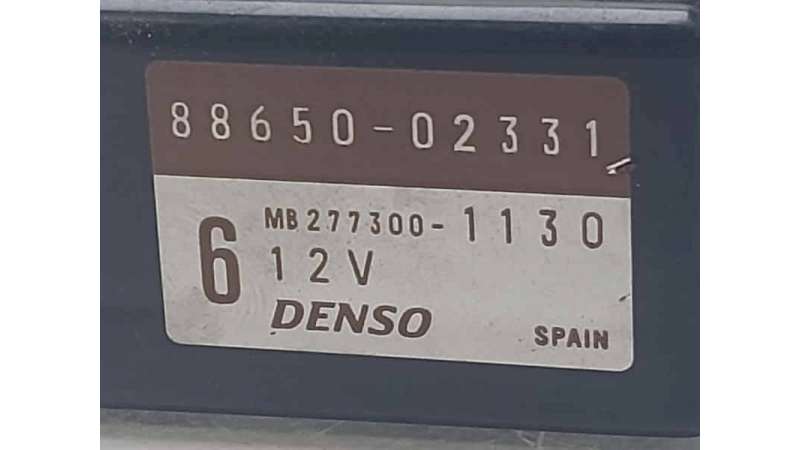 88650-02331
MB277300-1130
6 12V
DENSO
SPAIN